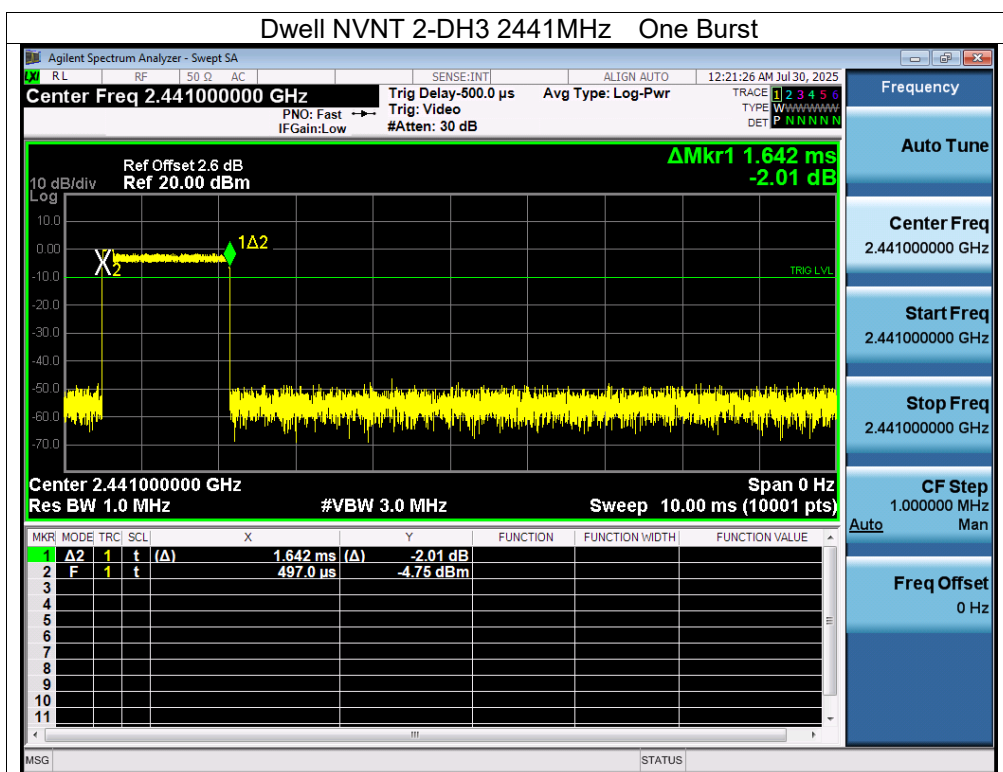 Dwell NVNT 2-DH3 2441MHz One Burst
Agilent Spectrum Analyzer - Swept SA
LXI RL RF 50 Ω AC SENSE:INT ALIGN AUTO 12:21:26 AM Jul 30, 2025
Center Freq 2.441000000 GHz
PNO: Fast
IFGain:Low
Trig Delay-500.0 µs
Trig: Video
#Atten: 30 dB
Avg Type: Log-Pwr
TRACE 1 2 3 4 5 6
TYPE WWWWWW
DET P N N N N N
Frequency
Auto Tune
Center Freq
2.441000000 GHz
Start Freq
2.441000000 GHz
Stop Freq
2.441000000 GHz
CF Step
1.000000 MHz
Auto Man
Freq Offset
0 Hz
ΔMkr1 1.642 ms
-2.01 dB
Ref Offset 2.6 dB
10 dB/div Ref 20.00 dBm
Log
10.0
0.00
-10.0
-20.0
-30.0
-40.0
-50.0
-60.0
-70.0
1Δ2
2
TRIG LVL
Center 2.441000000 GHz Span 0 Hz
Res BW 1.0 MHz #VBW 3.0 MHz Sweep 10.00 ms (10001 pts)
MKR MODE TRC SCL X Y FUNCTION FUNCTION WIDTH FUNCTION VALUE
1 Δ2 1 t (Δ) 1.642 ms (Δ) -2.01 dB
2 F 1 t 497.0 µs -4.75 dBm
3
4
5
6
7
8
9
10
11
MSG STATUS